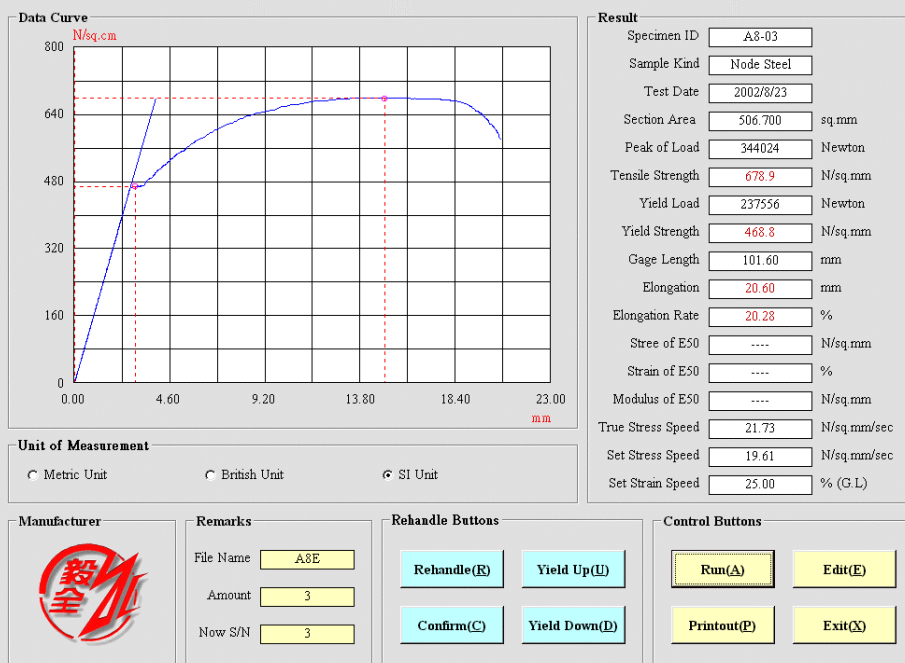 Data Curve
N/sq.cm
800
640
480
320
160
0
0.00 4.60 9.20 13.80 18.40 23.00
mm
Result
Specimen ID A8-03
Sample Kind Node Steel
Test Date 2002/8/23
Section Area 506.700 sq.mm
Peak of Load 344024 Newton
Tensile Strength 678.9 N/sq.mm
Yield Load 237556 Newton
Yield Strength 468.8 N/sq.mm
Gage Length 101.60 mm
Elongation 20.60 mm
Elongation Rate 20.28 %
Stree of E50 ---- N/sq.mm
Strain of E50 ---- %
Modulus of E50 ---- N/sq.mm
True Stress Speed 21.73 N/sq.mm/sec
Set Stress Speed 19.61 N/sq.mm/sec
Set Strain Speed 25.00 % (G.L)
Unit of Measurement
Metric Unit British Unit SI Unit
Manufacturer
毅全
Remarks
File Name A8E
Amount 3
Now S/N 3
Rehandle Buttons
Rehandle(R) Yield Up(U)
Confirm(C) Yield Down(D)
Control Buttons
Run(A) Edit(E)
Printout(P) Exit(X)